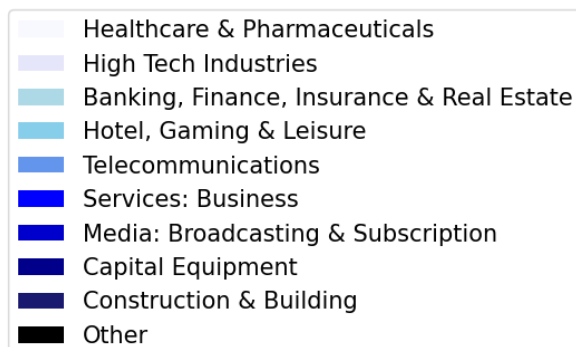 Healthcare & Pharmaceuticals
High Tech Industries
Banking, Finance, Insurance & Real Estate
Hotel, Gaming & Leisure
Telecommunications
Services: Business
Media: Broadcasting & Subscription
Capital Equipment
Construction & Building
Other